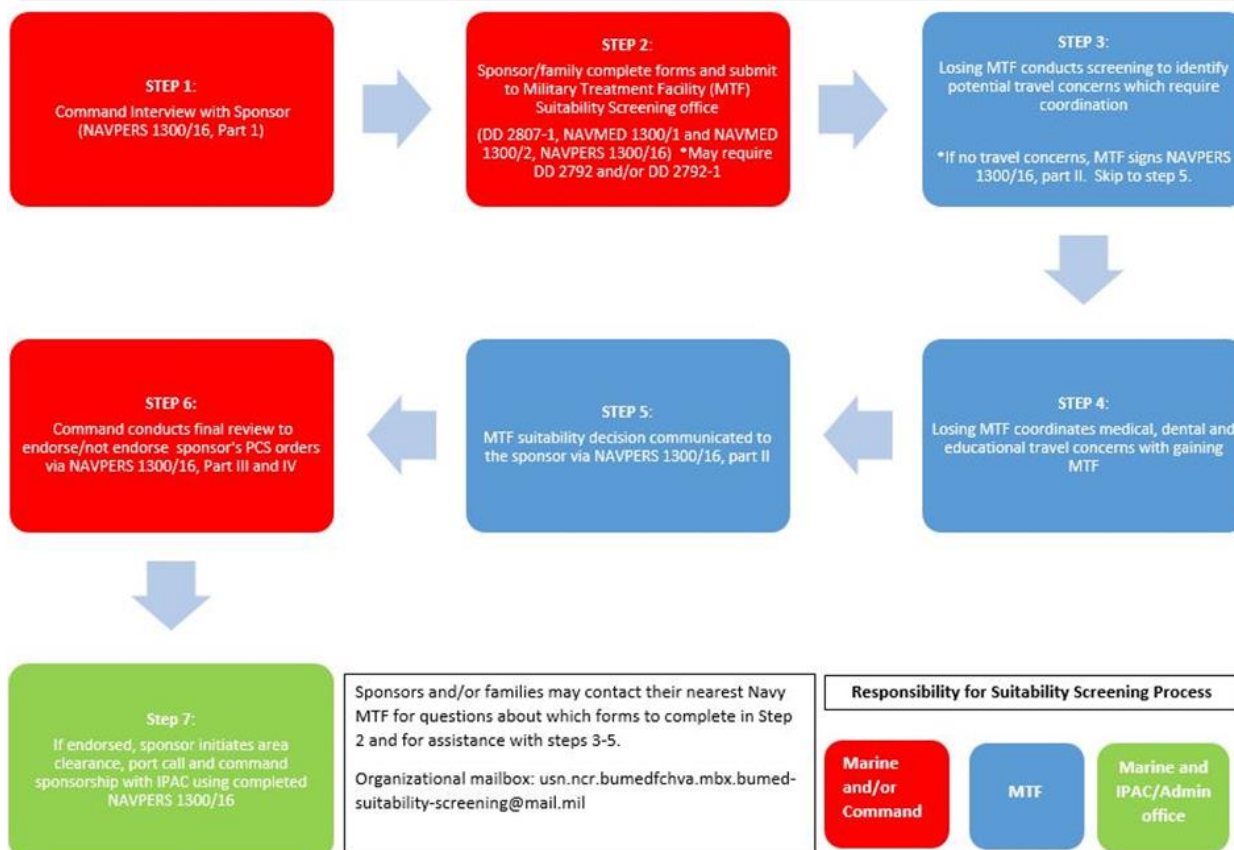 STEP 1:
Command Interview with Sponsor
(NAVPERS 1300/16, Part 1)
STEP 2:
Sponsor/family complete forms and submit
to Military Treatment Facility (MTF)
Suitability Screening office
(DD 2807-1, NAVMED 1300/1 and NAVMED
1300/2, NAVPERS 1300/16) *May require
DD 2792 and/or DD 2792-1
STEP 3:
Losing MTF conducts screening to identify
potential travel concerns which require
coordination
*If no travel concerns, MTF signs NAVPERS
1300/16, part II. Skip to step 5.
STEP 4:
Losing MTF coordinates medical, dental and
educational travel concerns with gaining
MTF
STEP 5:
MTF suitability decision communicated to
the sponsor via NAVPERS 1300/16, part II
STEP 6:
Command conducts final review to
endorse/not endorse sponsor's PCS orders
via NAVPERS 1300/16, Part III and IV
Step 7:
If endorsed, sponsor initiates area
clearance, port call and command
sponsorship with IPAC using completed
NAVPERS 1300/16
Sponsors and/or families may contact their nearest Navy
MTF for questions about which forms to complete in Step
2 and for assistance with steps 3-5.
Organizational mailbox: usn.ncr.bumedfchva.mbx.bumed-
suitability-screening@mail.mil
Responsibility for Suitability Screening Process
Marine
and/or
Command
MTF
Marine and
IPAC/Admin
office